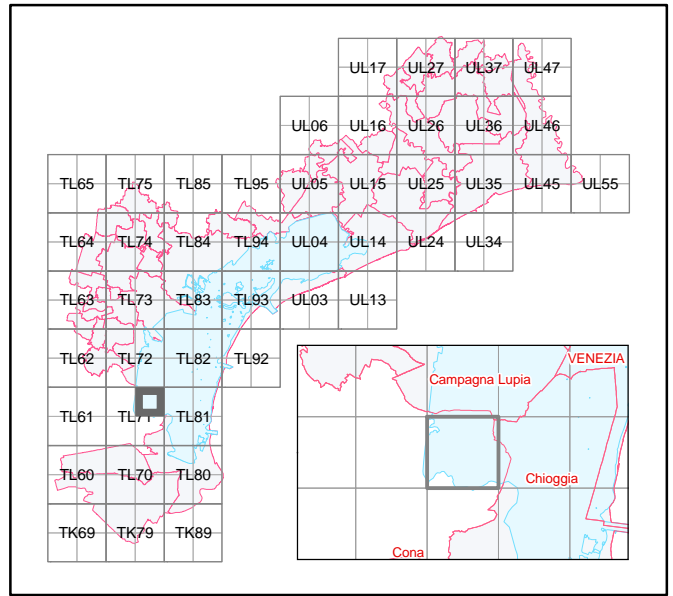 UL17 UL27 UL37 UL47
UL06 UL16 UL26 UL36 UL46
TL65 TL75 TL85 TL95 UL05 UL15 UL25 UL35 UL45 UL55
TL64 TL74 TL84 TL94 UL04 UL14 UL24 UL34
TL63 TL73 TL83 TL93 UL03 UL13
TL62 TL72 TL82 TL92
TL61 TL71 TL81
TL60 TL70 TL80
TK69 TK79 TK89
VENEZIA
Campagna Lupia
Chioggia
Cona